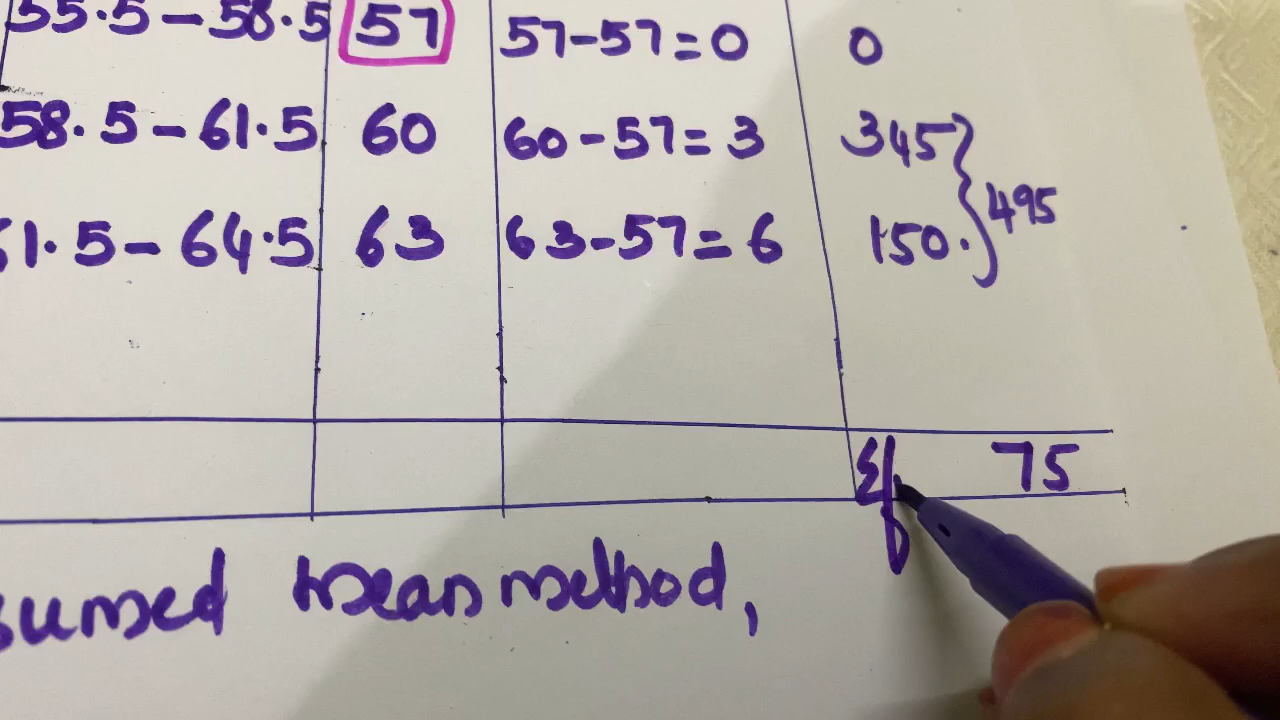 55.5-58.5 57 57-57=0 0
58.5-61.5 60 60-57=3 345
61.5-64.5 63 63-57=6 150. } 495
Σf 75
sumed mean method,